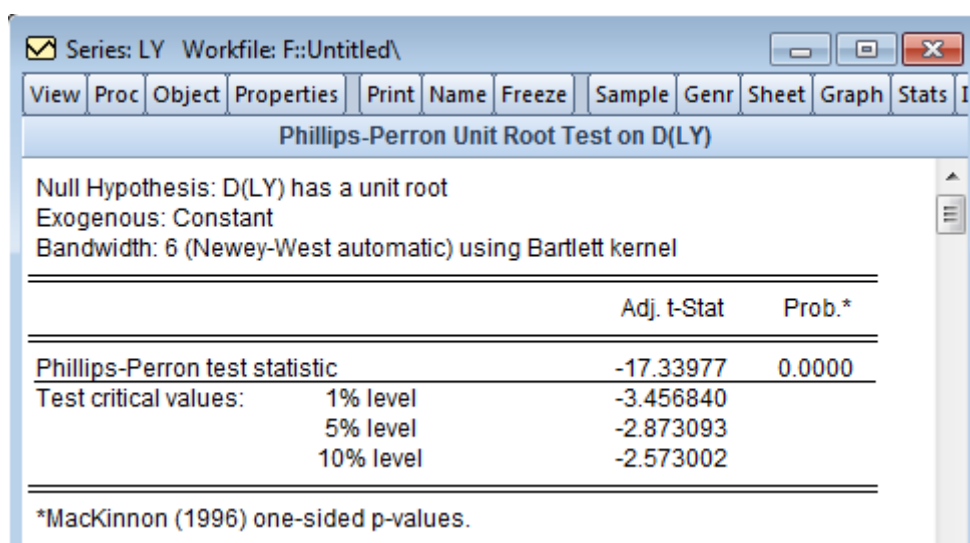 Series: LY Workfile: F::Untitled\
View Proc Object Properties Print Name Freeze Sample Genr Sheet Graph Stats
Phillips-Perron Unit Root Test on D(LY)
Null Hypothesis: D(LY) has a unit root
Exogenous: Constant
Bandwidth: 6 (Newey-West automatic) using Bartlett kernel
Adj. t-Stat Prob.*
Phillips-Perron test statistic -17.33977 0.0000
Test critical values: 1% level -3.456840
5% level -2.873093
10% level -2.573002
*MacKinnon (1996) one-sided p-values.